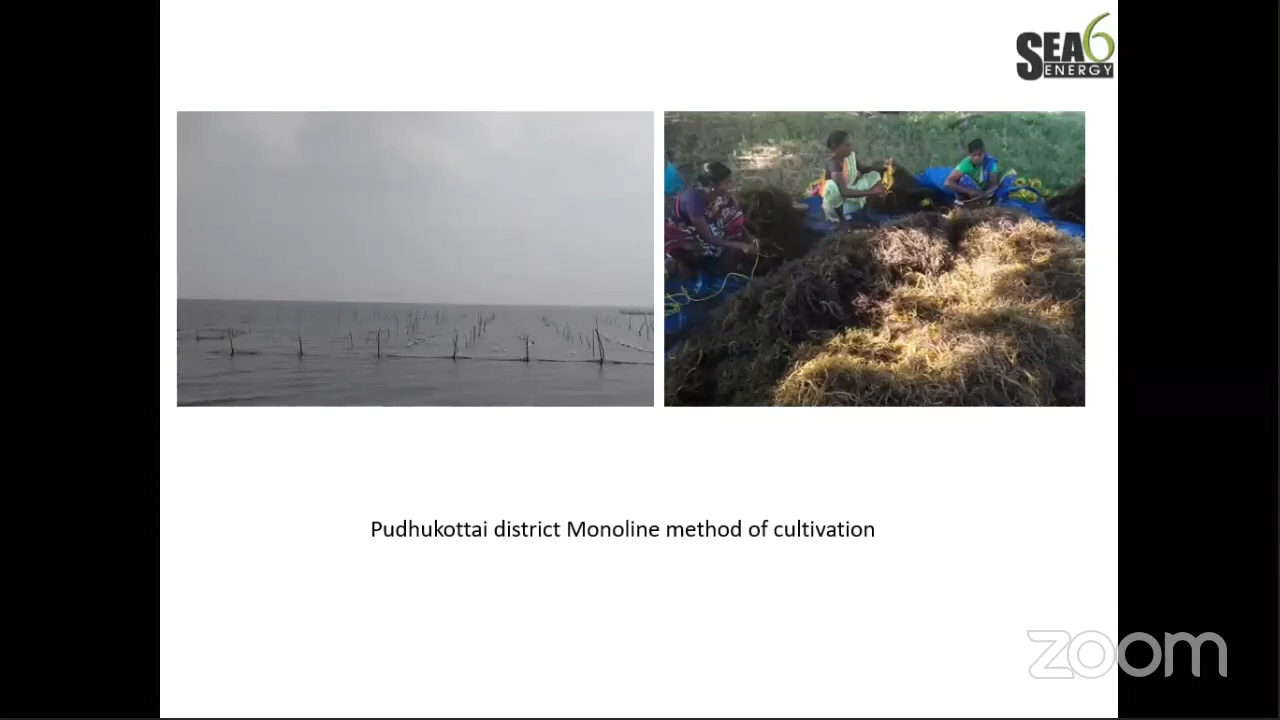 SEA6
ENERGY
Pudhukottai district Monoline method of cultivation
zoom